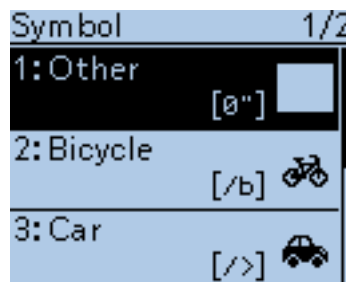 Symbol 1/2
1:Other
[0"]
2:Bicycle
[/b]
3:Car
[/>]